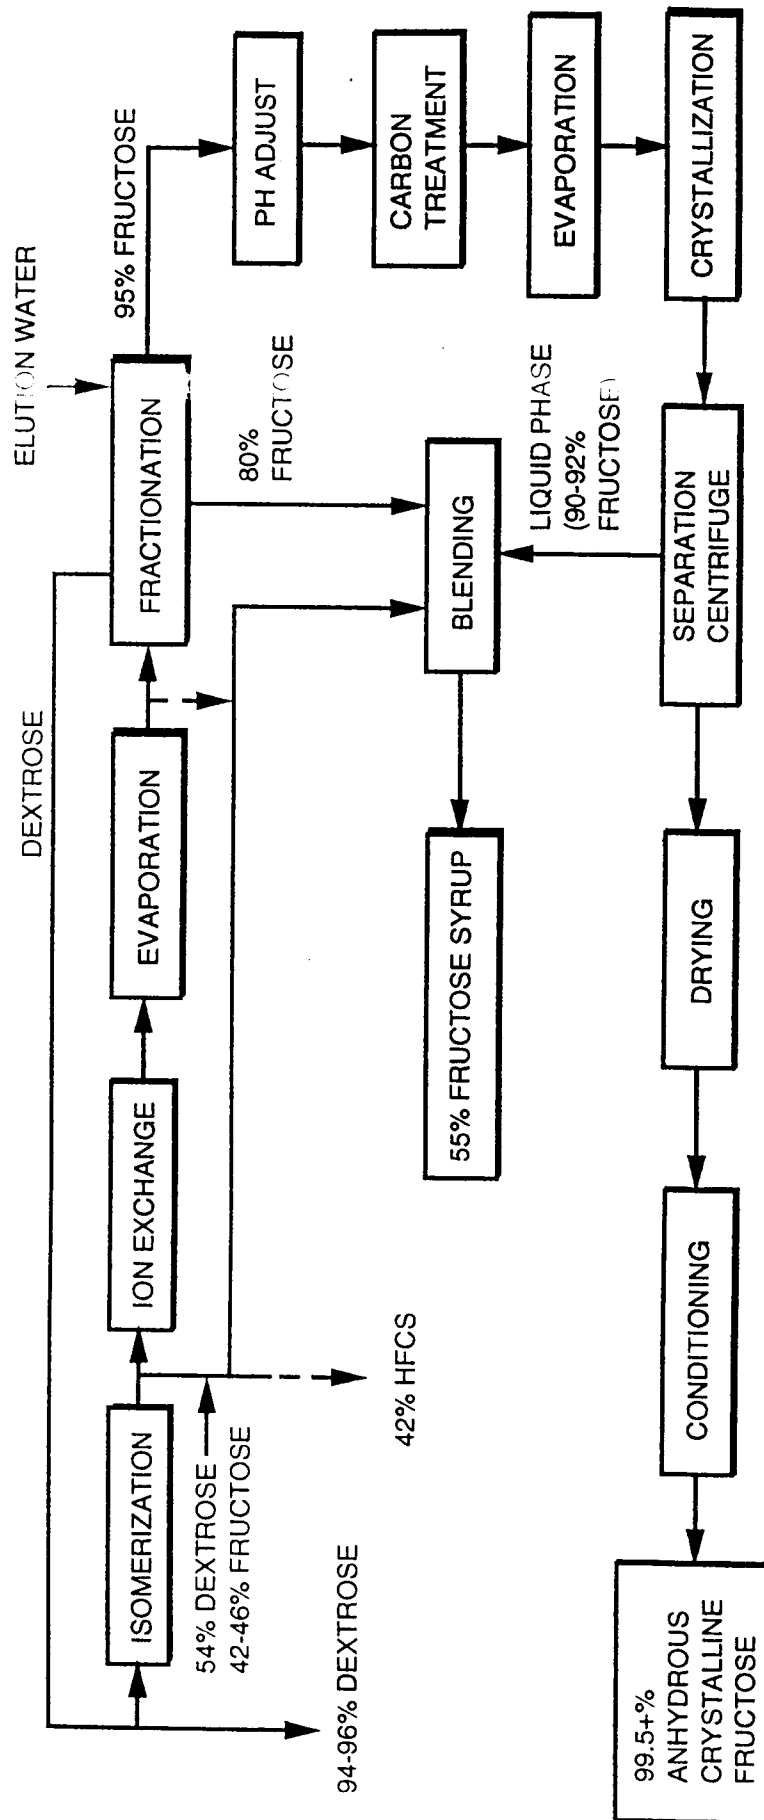 ELUTION WATER
DEXTROSE
95% FRUCTOSE
ISOMERIZATION
ION EXCHANGE
EVAPORATION
FRACTIONATION
PH ADJUST
54% DEXTROSE
42-46% FRUCTOSE
80%
FRUCTOSE
CARBON
TREATMENT
94-96% DEXTROSE
42% HFCS
55% FRUCTOSE SYRUP
BLENDING
EVAPORATION
LIQUID PHASE
(90-92%
FRUCTOSE)
99.5+%
ANHYDROUS
CRYSTALLINE
FRUCTOSE
CONDITIONING
DRYING
SEPARATION
CENTRIFUGE
CRYSTALLIZATION